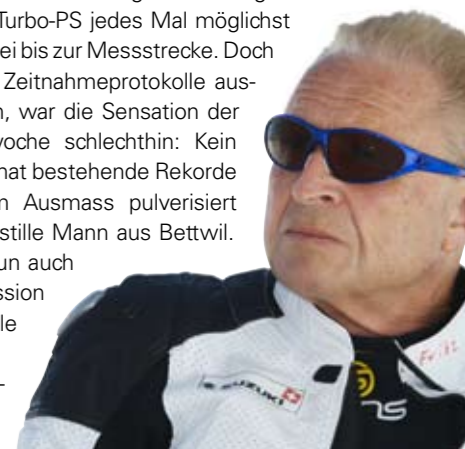 Turbo-PS jedes Mal möglichst
ei bis zur Messstrecke. Doch
Zeitnahmeprotokolle aus-
n, war die Sensation der
oche schlechthin: Kein
nat bestehende Rekorde
m Ausmass pulverisiert
stille Mann aus Bettwil.
un auch
ssion
le
-
SUZUKI
Fritz